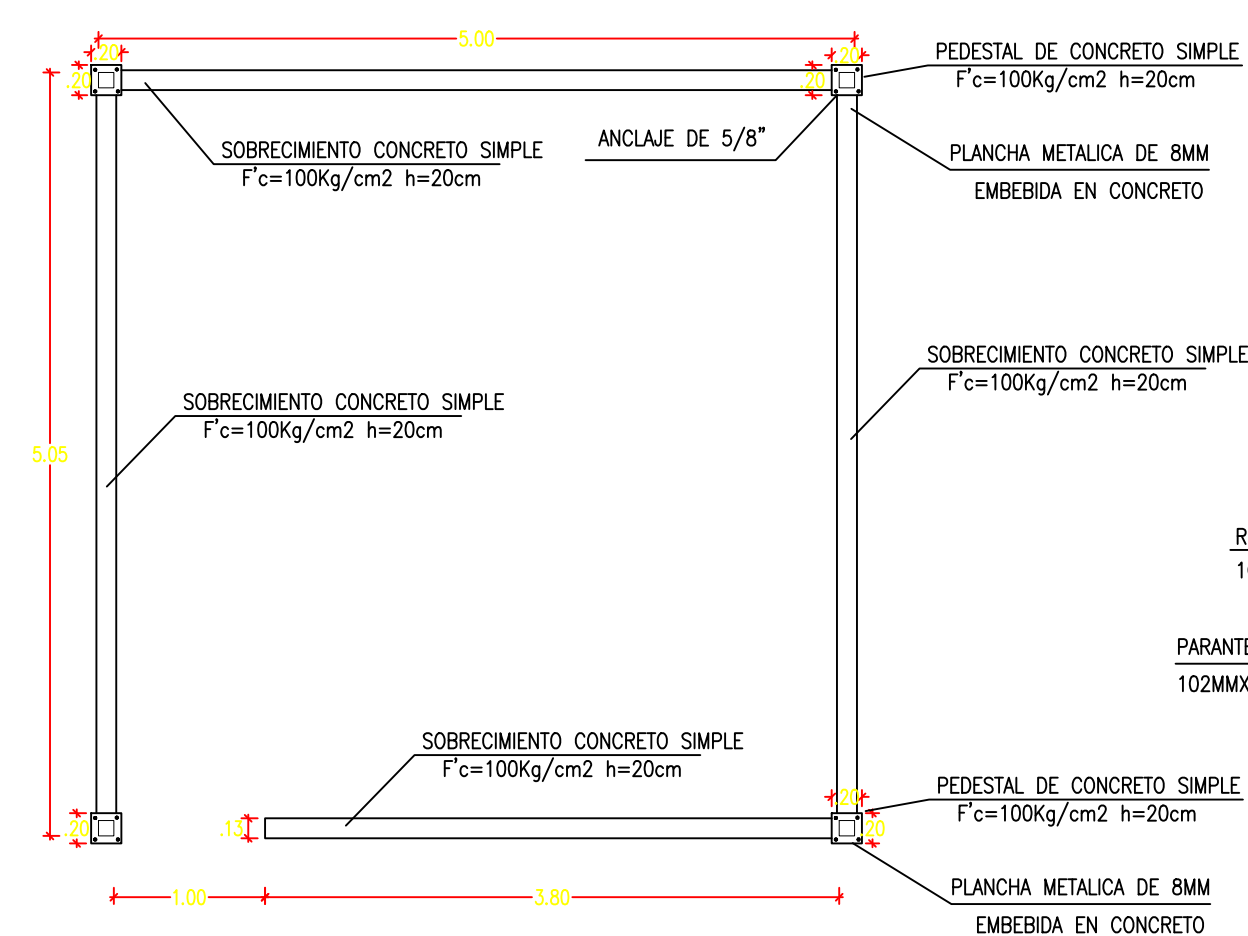 5.00
.20
.20
.20
.20
PEDESTAL DE CONCRETO SIMPLE
F'c=100Kg/cm2 h=20cm
SOBRECIMIENTO CONCRETO SIMPLE
F'c=100Kg/cm2 h=20cm
ANCLAJE DE 5/8"
PLANCHA METALICA DE 8MM
EMBEBIDA EN CONCRETO
SOBRECIMIENTO CONCRETO SIMPLE
F'c=100Kg/cm2 h=20cm
SOBRECIMIENTO CONCRETO SIMPLE
F'c=100Kg/cm2 h=20cm
5.05
PARANTE
102MMX
SOBRECIMIENTO CONCRETO SIMPLE
F'c=100Kg/cm2 h=20cm
PEDESTAL DE CONCRETO SIMPLE
F'c=100Kg/cm2 h=20cm
.20
.20
.13
.20
1.00
3.80
PLANCHA METALICA DE 8MM
EMBEBIDA EN CONCRETO